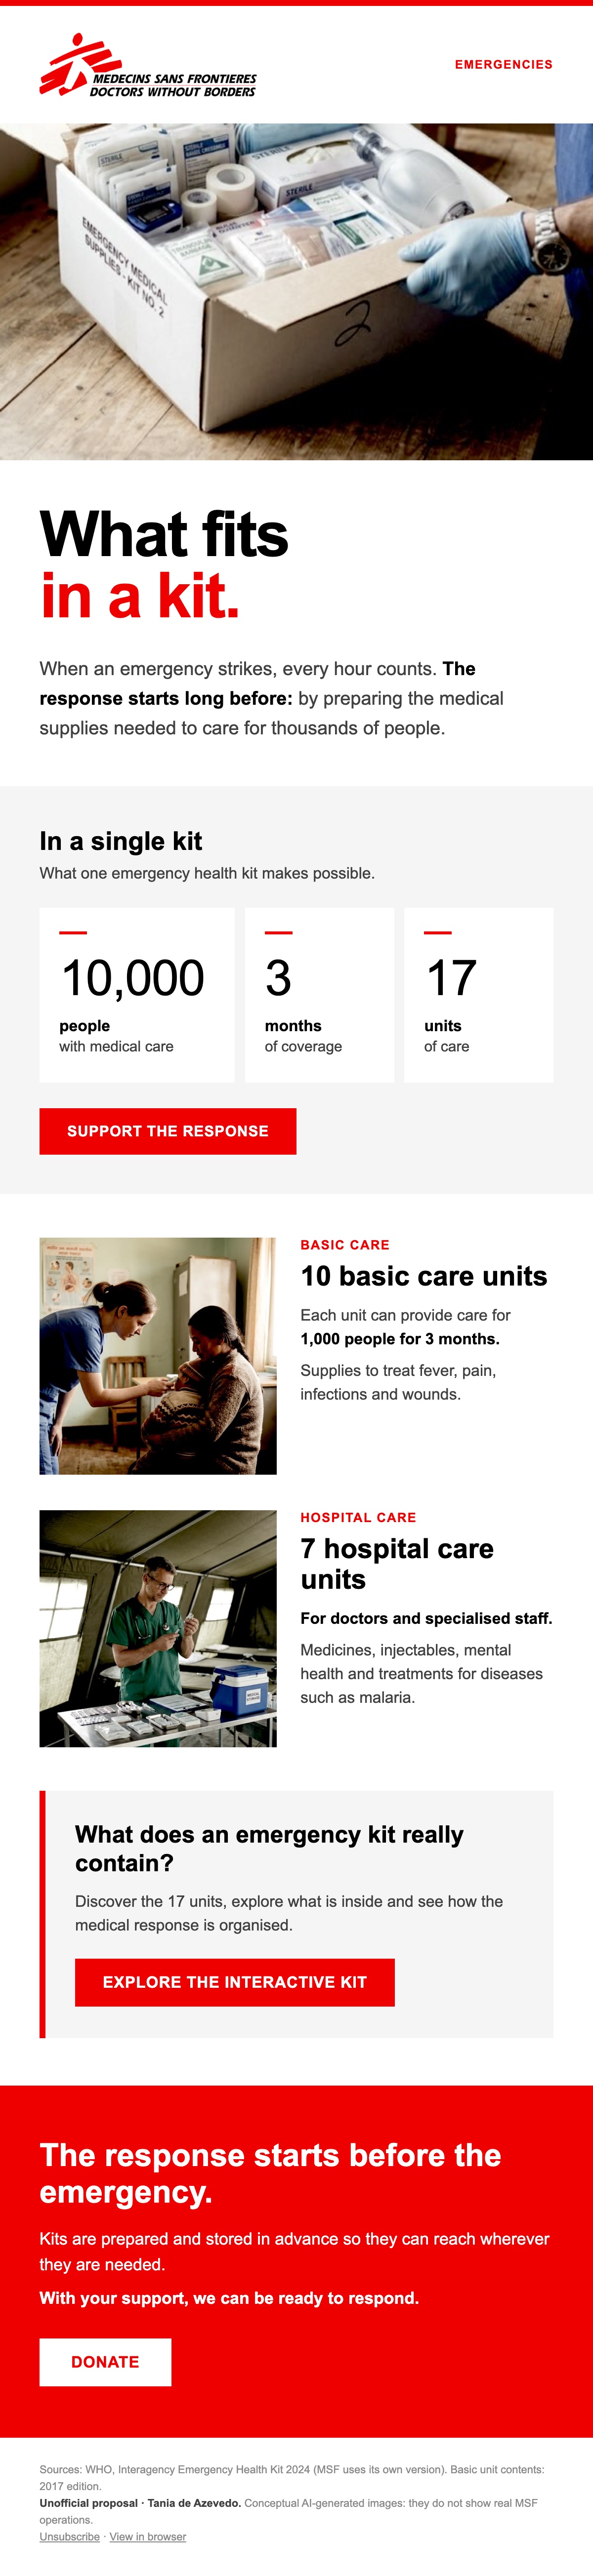 MEDECINS SANS FRONTIERES
DOCTORS WITHOUT BORDERS
EMERGENCIES
STERILE
STERILE
EMERGENCY MEDICAL
SUPPLIES - KIT NO. 2
2
What fits
in a kit.
When an emergency strikes, every hour counts. The
response starts long before: by preparing the medical
supplies needed to care for thousands of people.
In a single kit
What one emergency health kit makes possible.
10,000
people
with medical care
3
months
of coverage
17
units
of care
SUPPORT THE RESPONSE
BASIC CARE
10 basic care units
Each unit can provide care for
1,000 people for 3 months.
Supplies to treat fever, pain,
infections and wounds.
HOSPITAL CARE
7 hospital care
units
For doctors and specialised staff.
Medicines, injectables, mental
health and treatments for diseases
such as malaria.
What does an emergency kit really
contain?
Discover the 17 units, explore what is inside and see how the
medical response is organised.
EXPLORE THE INTERACTIVE KIT
The response starts before the
emergency.
Kits are prepared and stored in advance so they can reach wherever
they are needed.
With your support, we can be ready to respond.
DONATE
Sources: WHO, Interagency Emergency Health Kit 2024 (MSF uses its own version). Basic unit contents:
2017 edition.
Unofficial proposal · Tania de Azevedo. Conceptual AI-generated images: they do not show real MSF
operations.
Unsubscribe · View in browser